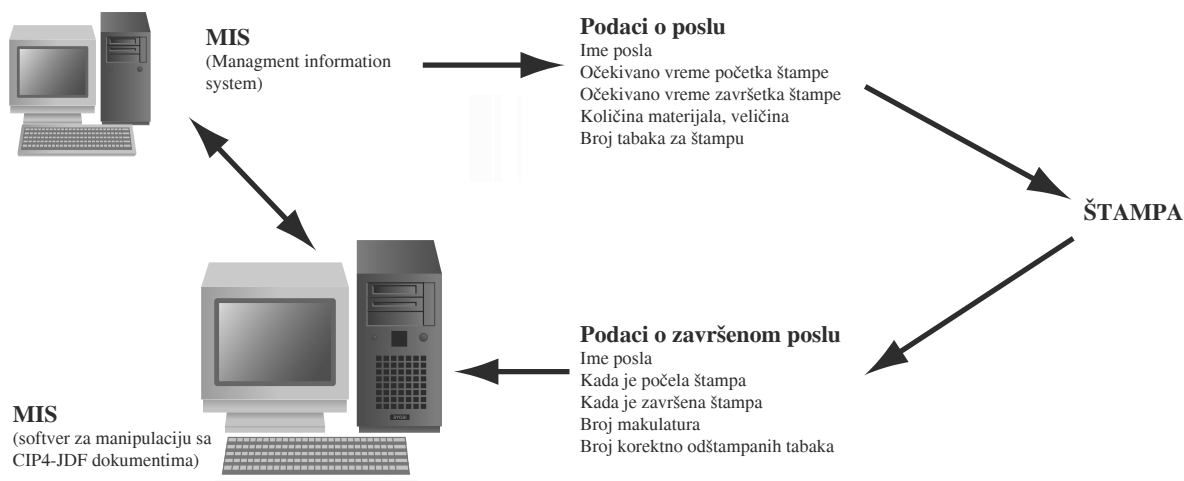 MIS
(Managment information
system)
Podaci o poslu
Ime posla
Očekivano vreme početka štampe
Očekivano vreme završetka štampe
Količina materijala, veličina
Broj tabaka za štampu
ŠTAMPA
Podaci o završenom poslu
Ime posla
Kada je počela štampa
Kada je završena štampa
Broj makulatura
Broj korektno odštampanih tabaka
MIS
(softver za manipulaciju sa
CIP4-JDF dokumentima)